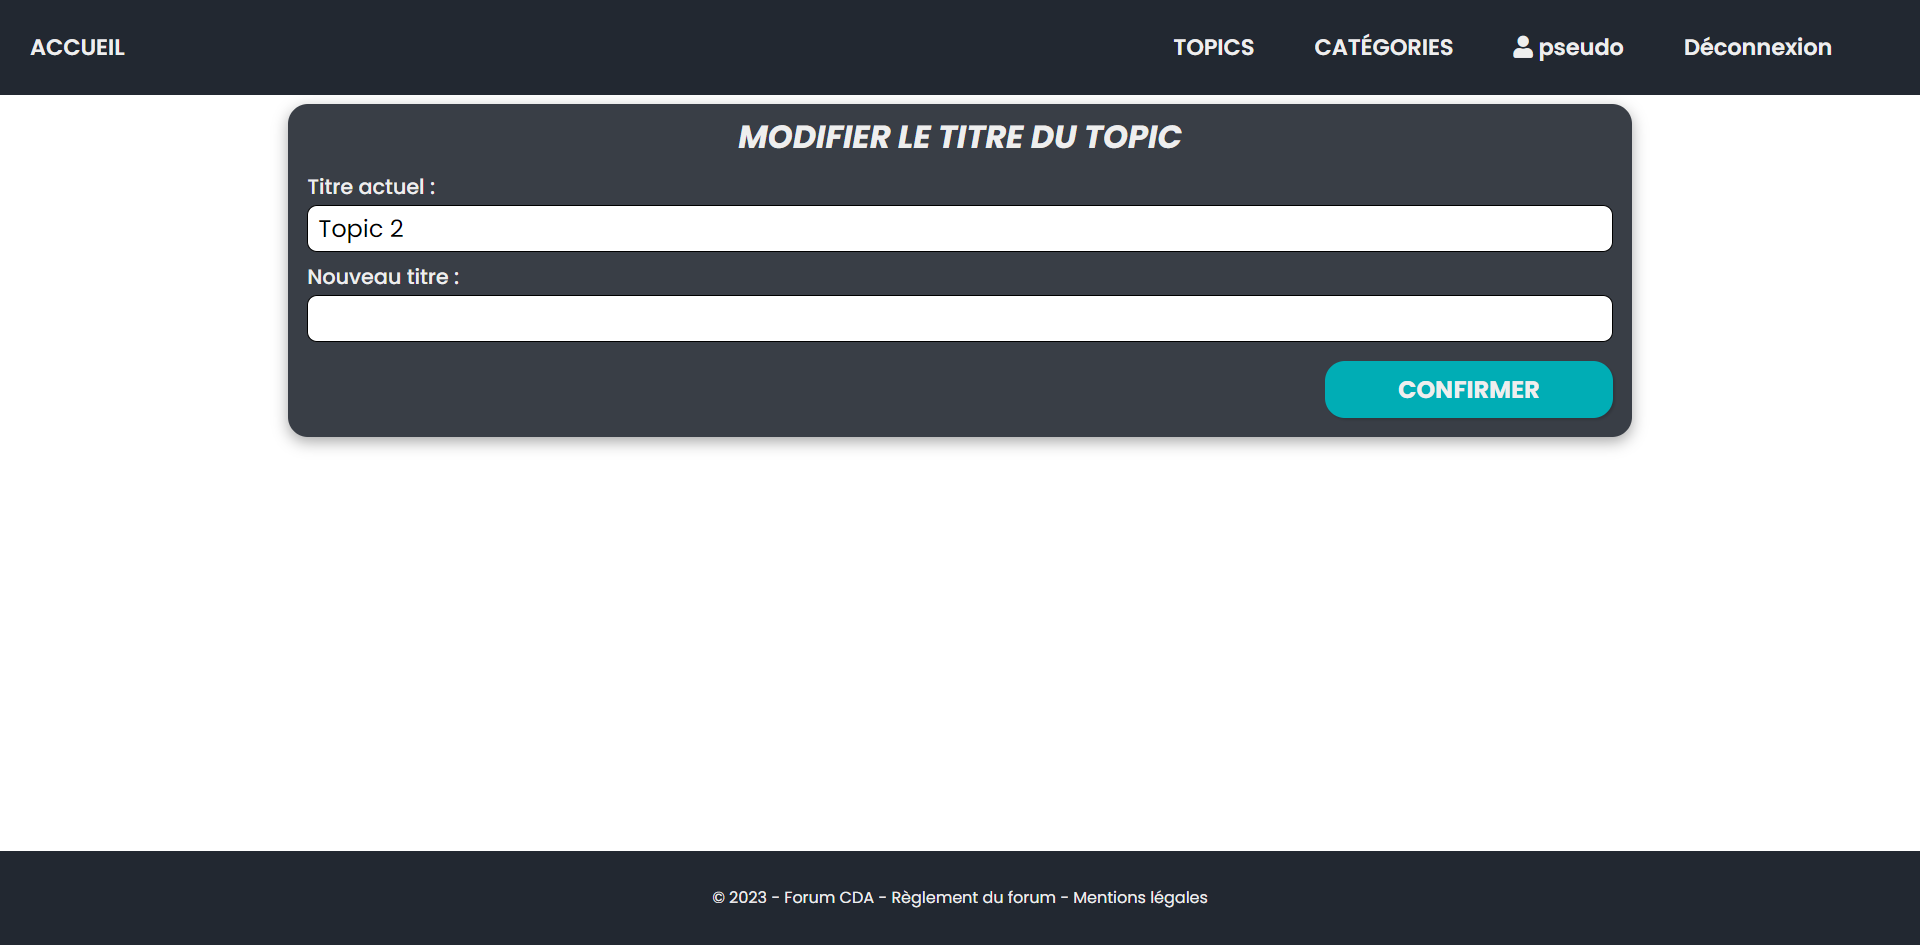 ACCUEIL TOPICS CATÉGORIES pseudo Déconnexion
MODIFIER LE TITRE DU TOPIC
Titre actuel :
Topic 2
Nouveau titre :
CONFIRMER
© 2023 - Forum CDA - Règlement du forum - Mentions légales